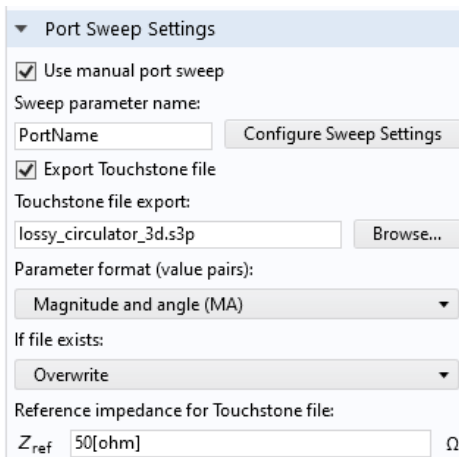 Port Sweep Settings
Use manual port sweep
Sweep parameter name:
PortName Configure Sweep Settings
Export Touchstone file
Touchstone file export:
lossy_circulator_3d.s3p Browse...
Parameter format (value pairs):
Magnitude and angle (MA)
If file exists:
Overwrite
Reference impedance for Touchstone file:
Zref 50[ohm] Ω